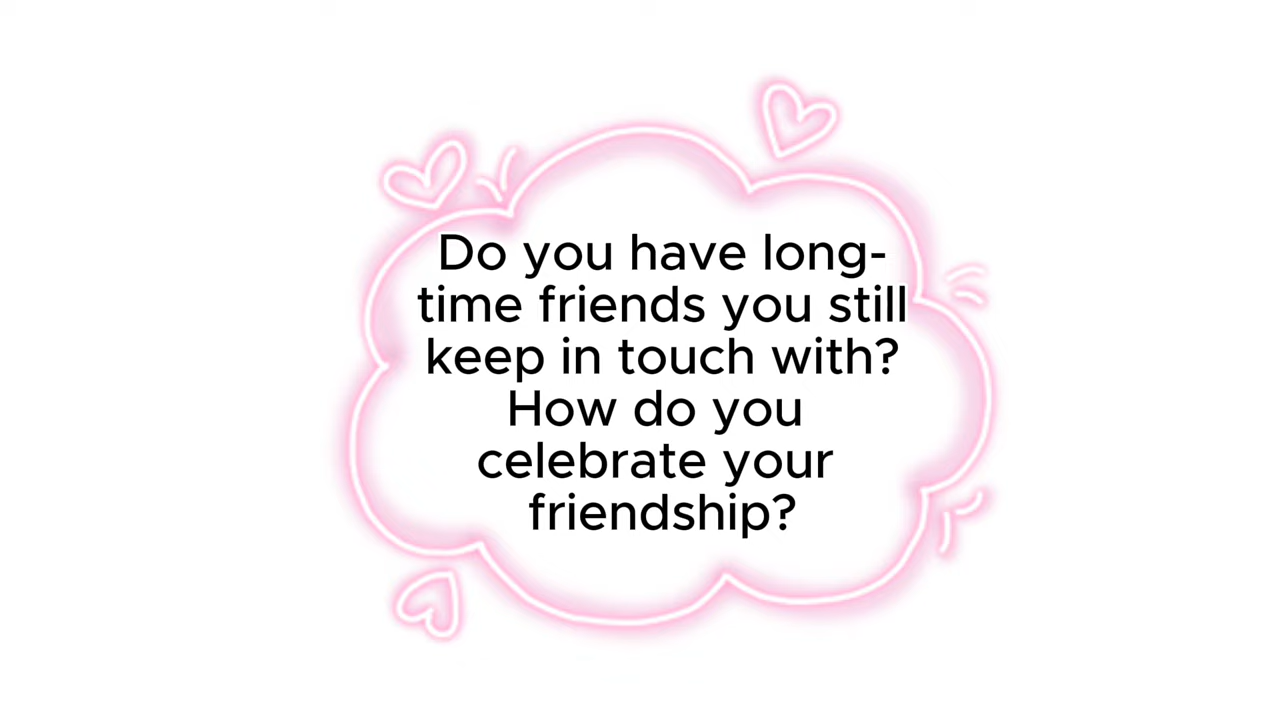 Do you have long-
time friends you still
keep in touch with?
How do you
celebrate your
friendship?